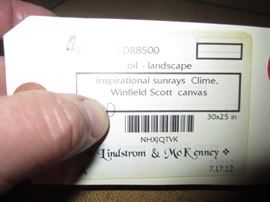 DR8500
oil - landscape
inspirational sunrays Clime,
Winfield Scott canvas
30x25 in
NHXJQTVK
Lindstrom & McKenney
7.17.12